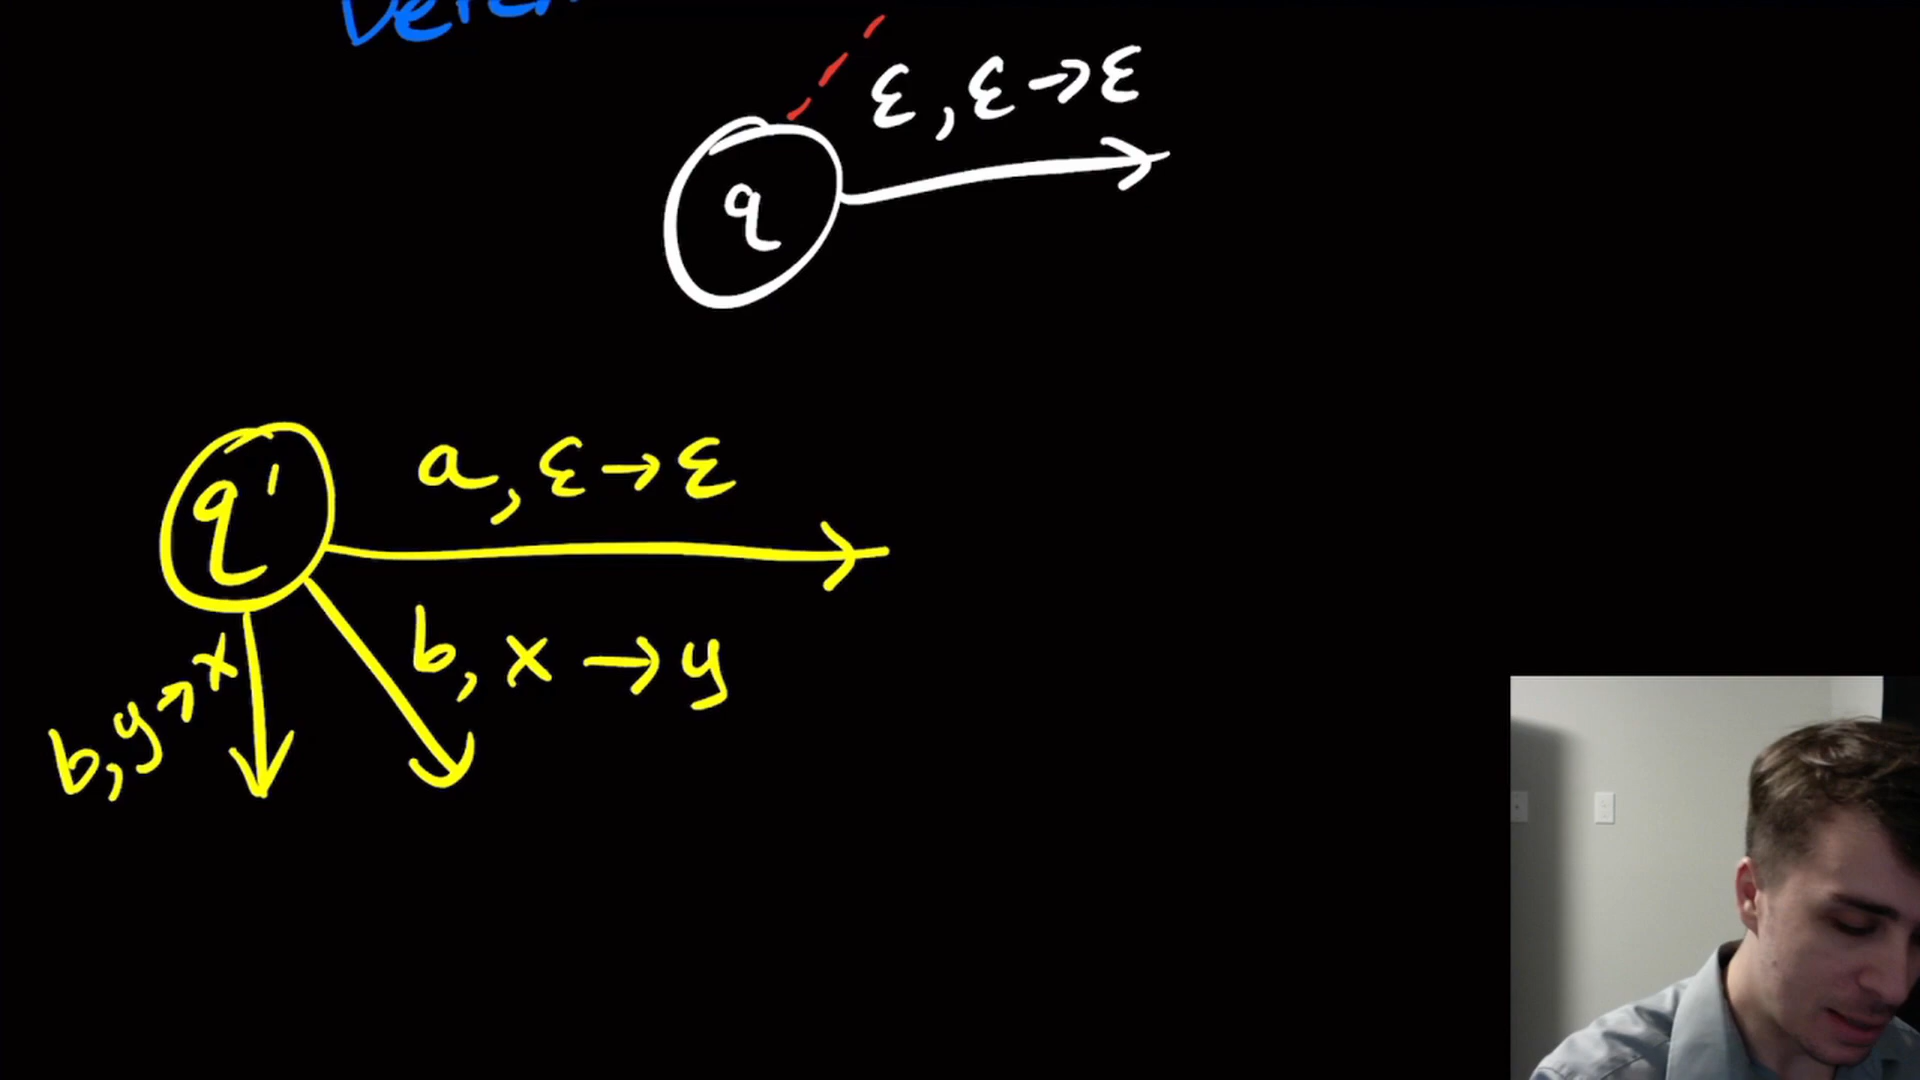 ε, ε → ε
q
q'
a, ε → ε
b, x → y
b, y → x